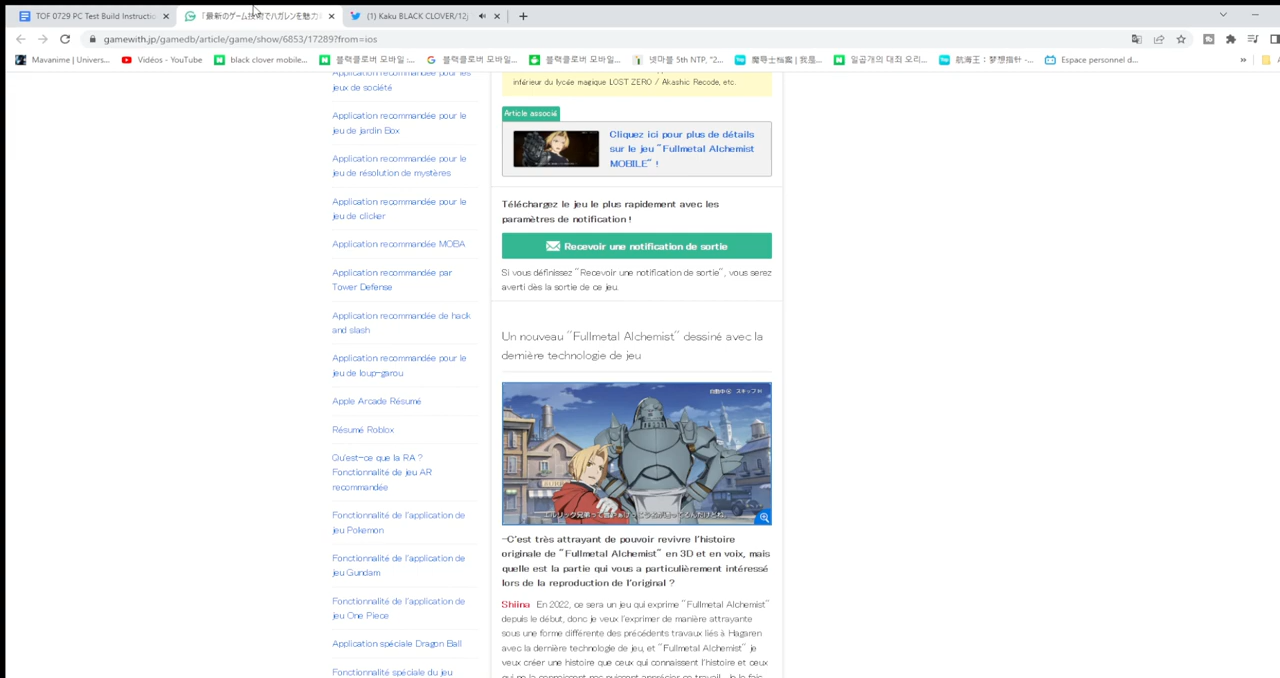 TOF 0729 PC Test Build Instructio
「最新のゲーム技術でハガレンを魅力
(1) Kaku BLACK CLOVER/12j
gamewith.jp/gamedb/article/game/show/6853/17289?from=ios
Mavanime | Univers...
Vidéos - YouTube
black clover mobile...
블랙클로버 모바일 :...
블랙클로버 모바일...
블랙클로버 모바일...
넷마블 5th NTP, "2...
魔导士档案 | 我是...
일곱개의 대죄 오리...
航海王：梦想指针 -...
Espace personnel d...
»
Application recommandée pour les
jeux de société
Application recommandée pour le
jeu de jardin Box
Application recommandée pour le
jeu de résolution de mystères
Application recommandée pour le
jeu de clicker
Application recommandée MOBA
Application recommandée par
Tower Defense
Application recommandée de hack
and slash
Application recommandée pour le
jeu de loup-garou
Apple Arcade Résumé
Résumé Roblox
Qu'est-ce que la RA ?
Fonctionnalité de jeu AR
recommandée
Fonctionnalité de l'application de
jeu Pokemon
Fonctionnalité de l'application de
jeu Gundam
Fonctionnalité de l'application de
jeu One Piece
Application spéciale Dragon Ball
Fonctionnalité spéciale du jeu
inférieur du lycée magique LOST ZERO / Akashic Recode, etc.
Article associé
Cliquez ici pour plus de détails
sur le jeu "Fullmetal Alchemist
MOBILE" !
Téléchargez le jeu le plus rapidement avec les
paramètres de notification !
Recevoir une notification de sortie
Si vous définissez "Recevoir une notification de sortie", vous serez
averti dès la sortie de ce jeu.
Un nouveau "Fullmetal Alchemist" dessiné avec la
dernière technologie de jeu
自動中 スキップ
-C'est très attrayant de pouvoir revivre l'histoire
originale de "Fullmetal Alchemist" en 3D et en voix, mais
quelle est la partie qui vous a particulièrement intéressé
lors de la reproduction de l'original ?
Shiina En 2022, ce sera un jeu qui exprime "Fullmetal Alchemist"
depuis le début, donc je veux l'exprimer de manière attrayante
sous une forme différente des précédents travaux liés à Hagaren
avec la dernière technologie de jeu, et "Fullmetal Alchemist" je
veux créer une histoire que ceux qui connaissent l'histoire et ceux